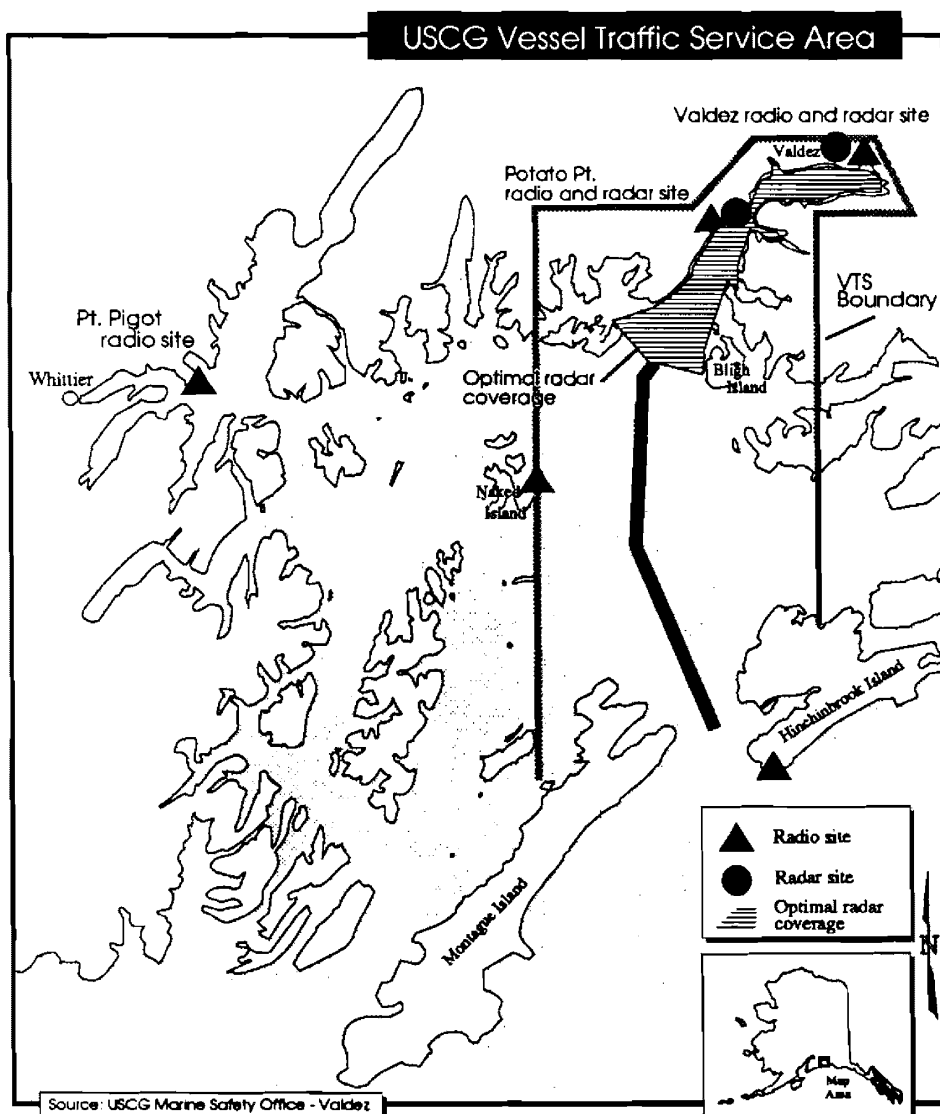 USCG Vessel Traffic Service Area
Valdez radio and radar site
Valdez
Potato Pt.
radio and radar site
VTS
Boundary
Pt. Pigot
radio site
Whittier
Optimal radar
coverage
Bligh
Island
Naked
Island
Hinchinbrook Island
Montague Island
Radio site
Radar site
Optimal radar
coverage
N
Map
Area
Source: USCG Marine Safety Office - Valdez